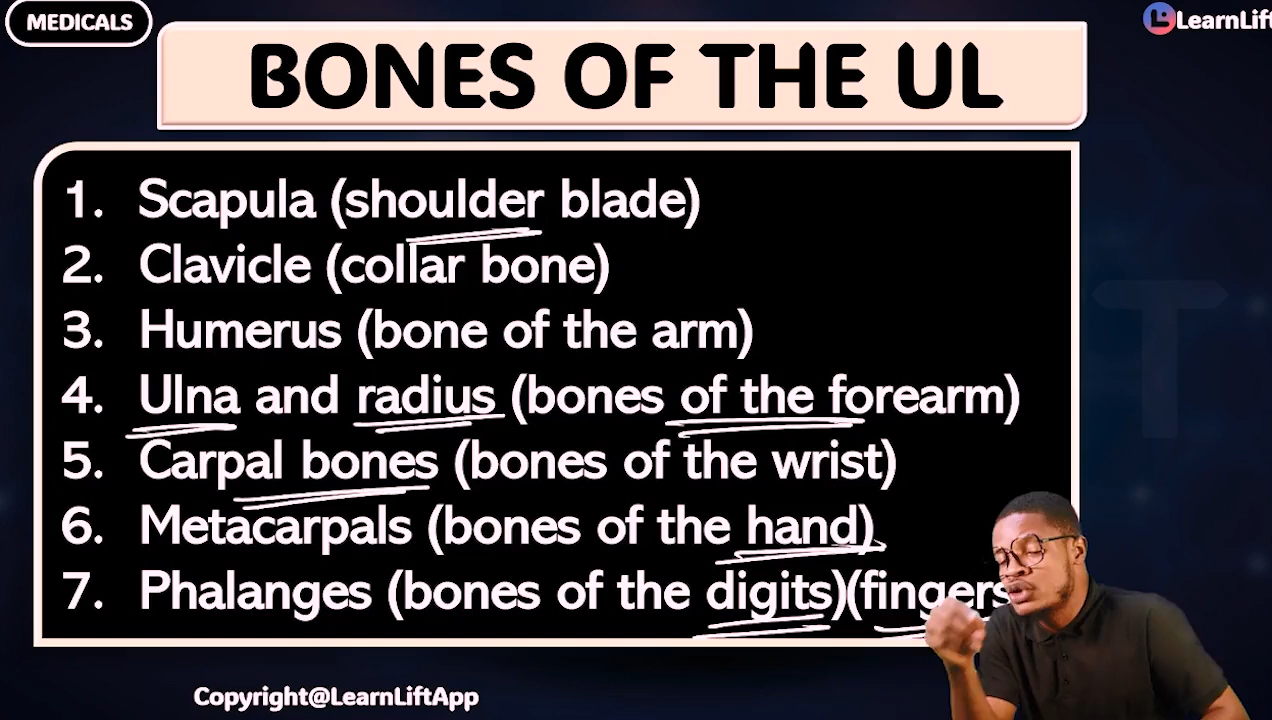 MEDICALS
LearnLift
BONES OF THE UL
1. Scapula (shoulder blade)
2. Clavicle (collar bone)
3. Humerus (bone of the arm)
4. Ulna and radius (bones of the forearm)
5. Carpal bones (bones of the wrist)
6. Metacarpals (bones of the hand)
7. Phalanges (bones of the digits)(fingers
Copyright@LearnLiftApp